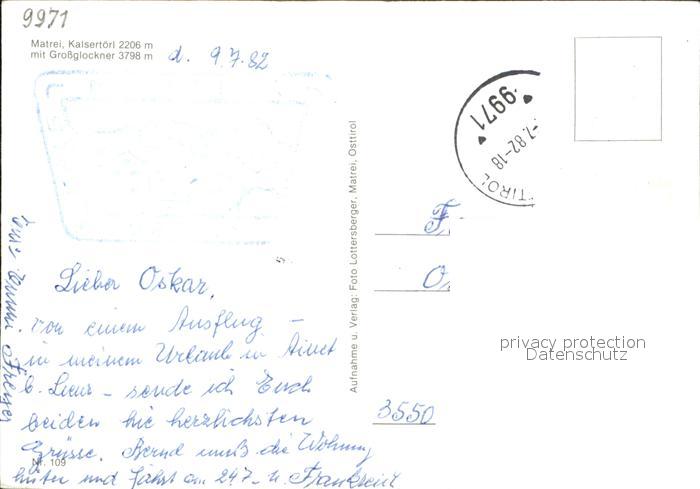 9971
Matrei, Kalsertörl 2206 m
mit Großglockner 3798 m
d. 9.7.82
9971
-7.82-18
TIROL
Aufnahme u. Verlag: Foto Lottersberger, Matrei, Osttirol
F
O
3550
privacy protection
Datenschutz
Lieber Oskar,
von einem Ausflug –
in meinem Urlaub in Ainet
b. Lienz – sende ich Euch
beiden die herzlichsten
Grüsse. Bernd muß die Wohnung
hüten und fährt am 24.7. n. Frankreich
Nr. 109